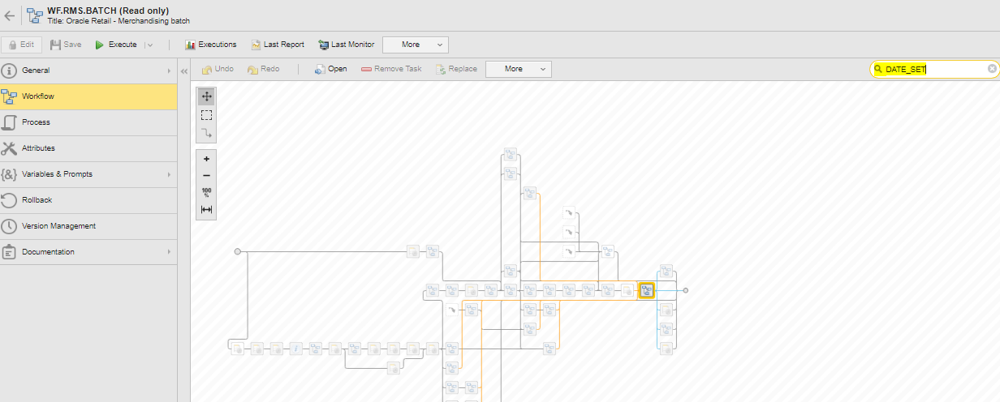 WF.RMS.BATCH (Read only)
Title: Oracle Retail - Merchandising batch
Edit Save Execute Executions Last Report Last Monitor More
General
Workflow
Process
Attributes
Variables & Prompts
Rollback
Version Management
Documentation
Undo Redo Open Remove Task Replace More DATE_SET
100
%